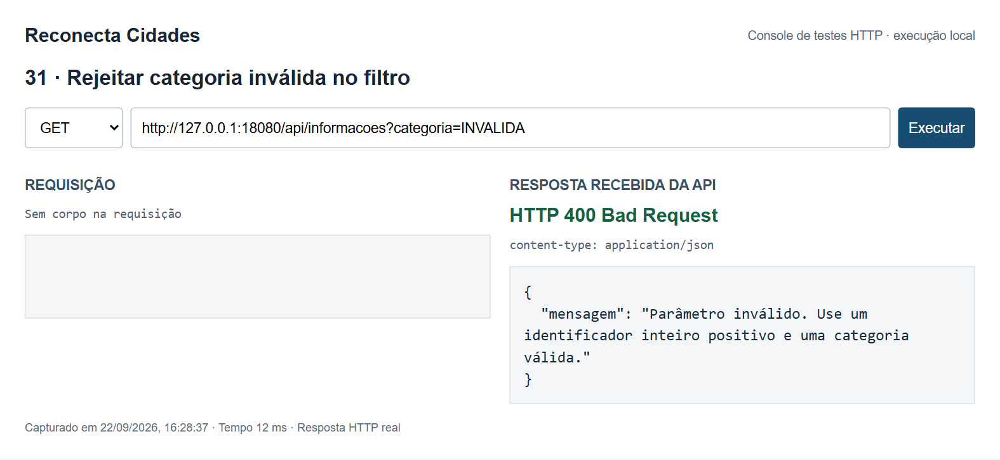 Reconecta Cidades
Console de testes HTTP · execução local
31 · Rejeitar categoria inválida no filtro
GET
http://127.0.0.1:18080/api/informacoes?categoria=INVALIDA
Executar
REQUISIÇÃO
Sem corpo na requisição
RESPOSTA RECEBIDA DA API
HTTP 400 Bad Request
content-type: application/json
{
  "mensagem": "Parâmetro inválido. Use um
identificador inteiro positivo e uma categoria
válida."
}
Capturado em 22/09/2026, 16:28:37 · Tempo 12 ms · Resposta HTTP real